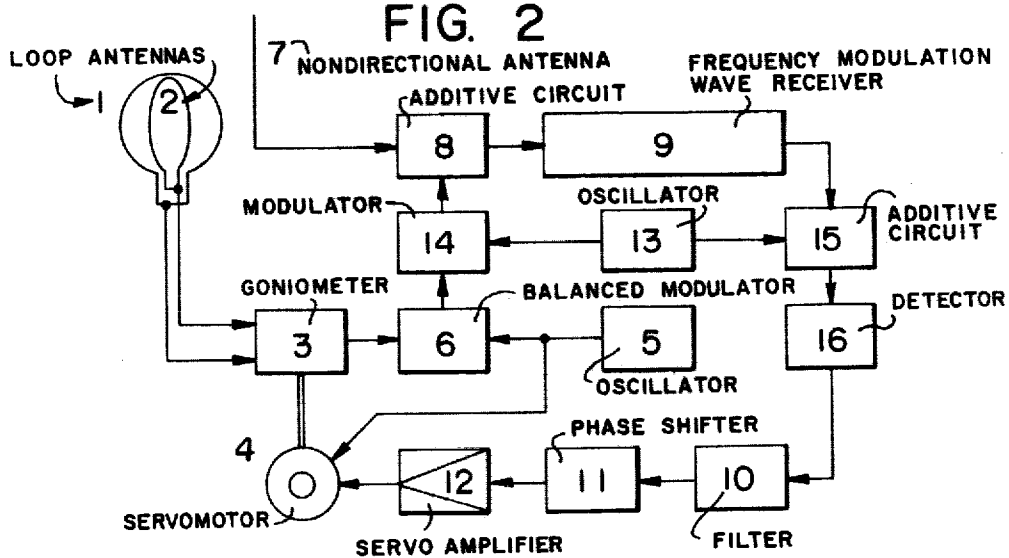 FIG. 2
LOOP ANTENNAS
1
2
7
NONDIRECTIONAL ANTENNA
FREQUENCY MODULATION
WAVE RECEIVER
ADDITIVE CIRCUIT
8
9
MODULATOR
14
OSCILLATOR
13
15
ADDITIVE
CIRCUIT
GONIOMETER
3
BALANCED MODULATOR
6
5
OSCILLATOR
DETECTOR
16
4
SERVOMOTOR
12
SERVO AMPLIFIER
PHASE SHIFTER
11
10
FILTER